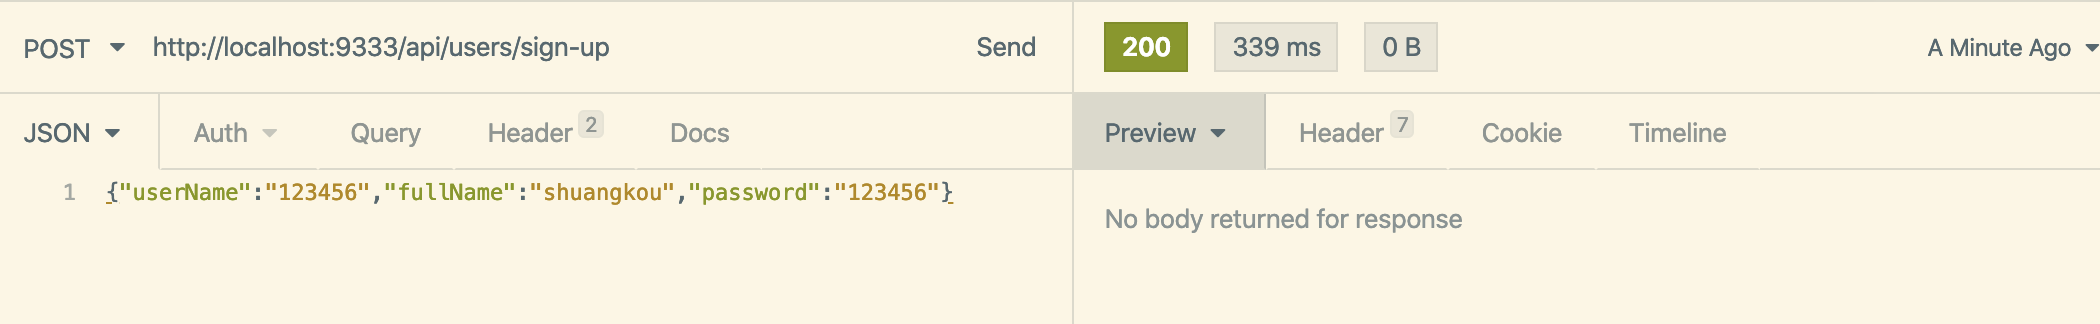 POST http://localhost:9333/api/users/sign-up Send 200 339 ms 0 B A Minute Ago
JSON Auth Query Header 2 Docs Preview Header 7 Cookie Timeline
1 {"userName":"123456","fullName":"shuangkou","password":"123456"}
No body returned for response